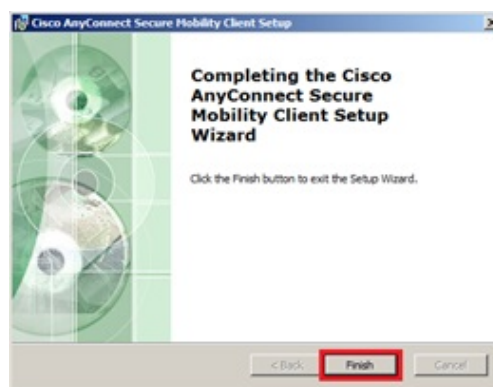 Cisco AnyConnect Secure Mobility Client Setup
Completing the Cisco
AnyConnect Secure
Mobility Client Setup
Wizard
Click the Finish button to exit the Setup Wizard.
< Back
Finish
Cancel